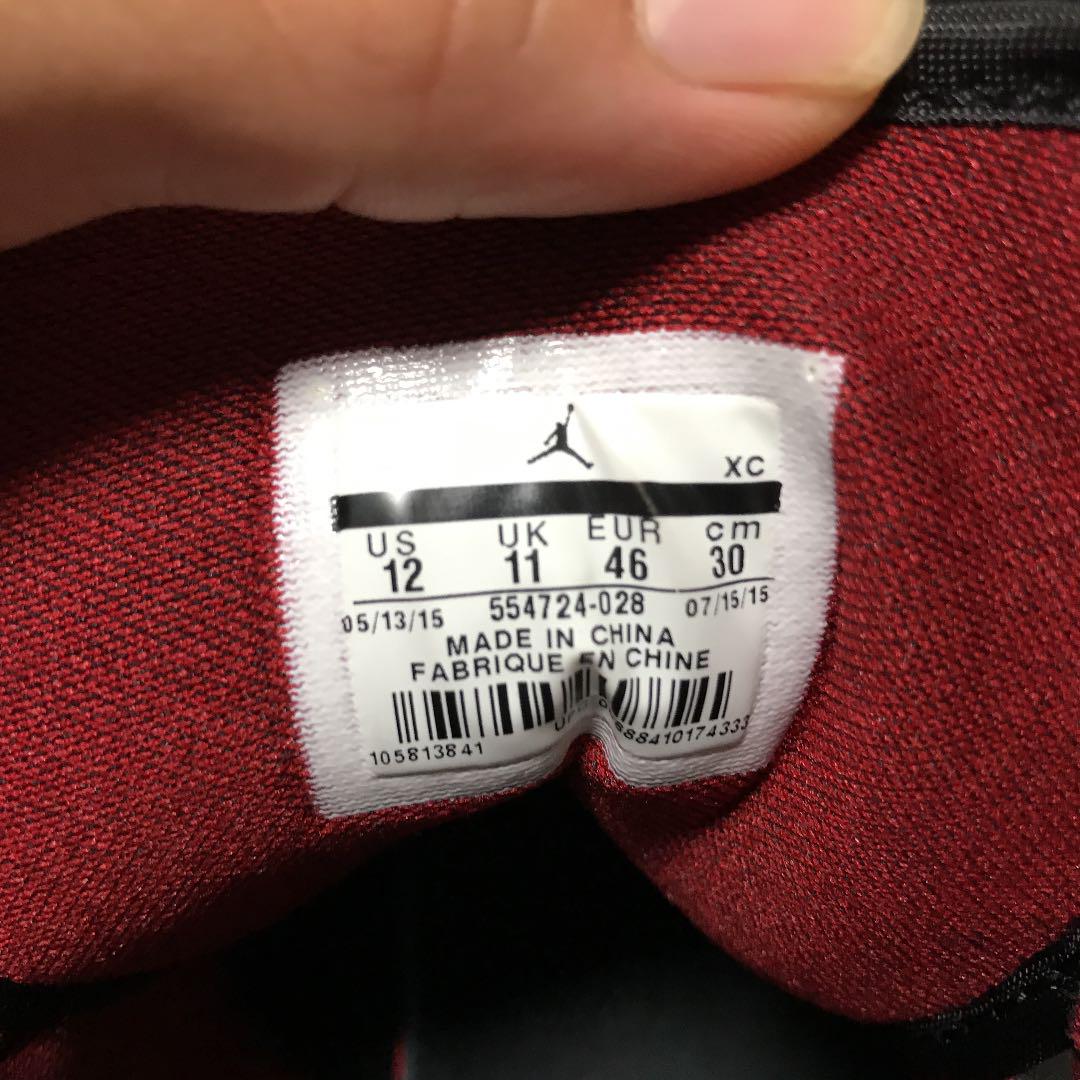 XC
US UK EUR cm
12 11 46 30
05/13/15 554724-028 07/15/15
MADE IN CHINA
FABRIQUE EN CHINE
105813841 888410174333